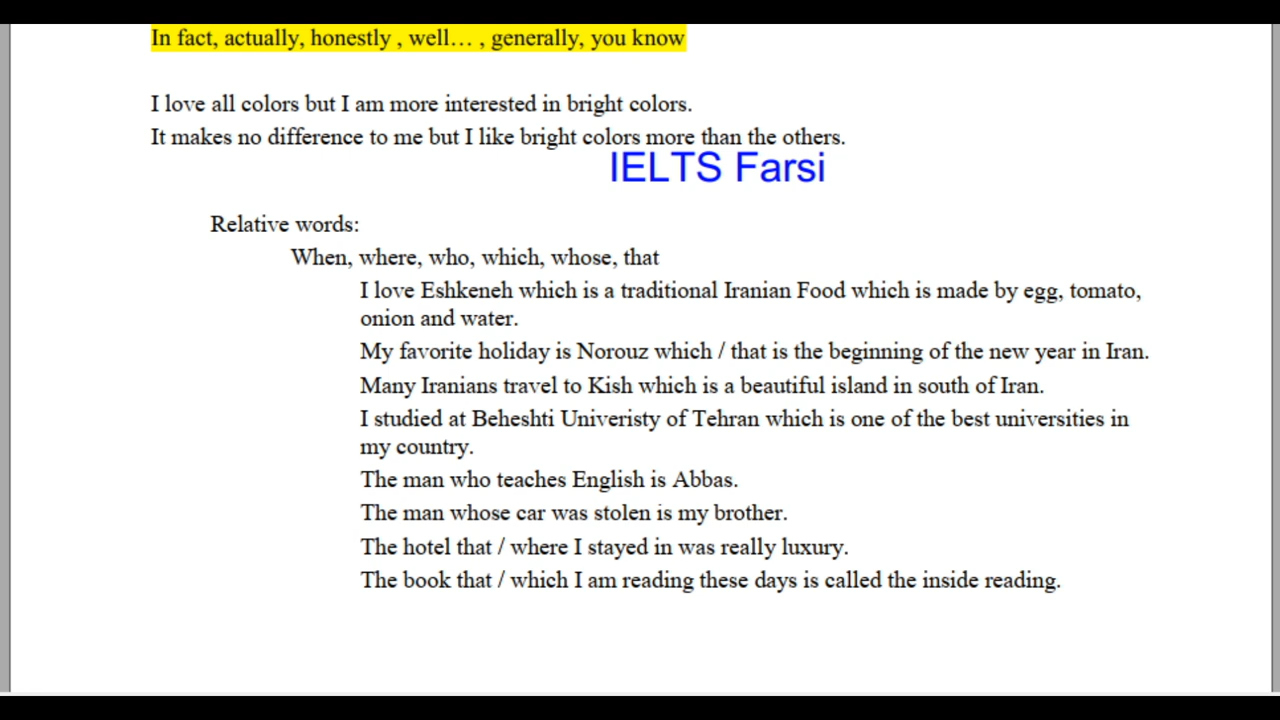 In fact, actually, honestly , well… , generally, you know
I love all colors but I am more interested in bright colors.
It makes no difference to me but I like bright colors more than the others.
IELTS Farsi
Relative words:
When, where, who, which, whose, that
I love Eshkeneh which is a traditional Iranian Food which is made by egg, tomato,
onion and water.
My favorite holiday is Norouz which / that is the beginning of the new year in Iran.
Many Iranians travel to Kish which is a beautiful island in south of Iran.
I studied at Beheshti Univeristy of Tehran which is one of the best universities in
my country.
The man who teaches English is Abbas.
The man whose car was stolen is my brother.
The hotel that / where I stayed in was really luxury.
The book that / which I am reading these days is called the inside reading.